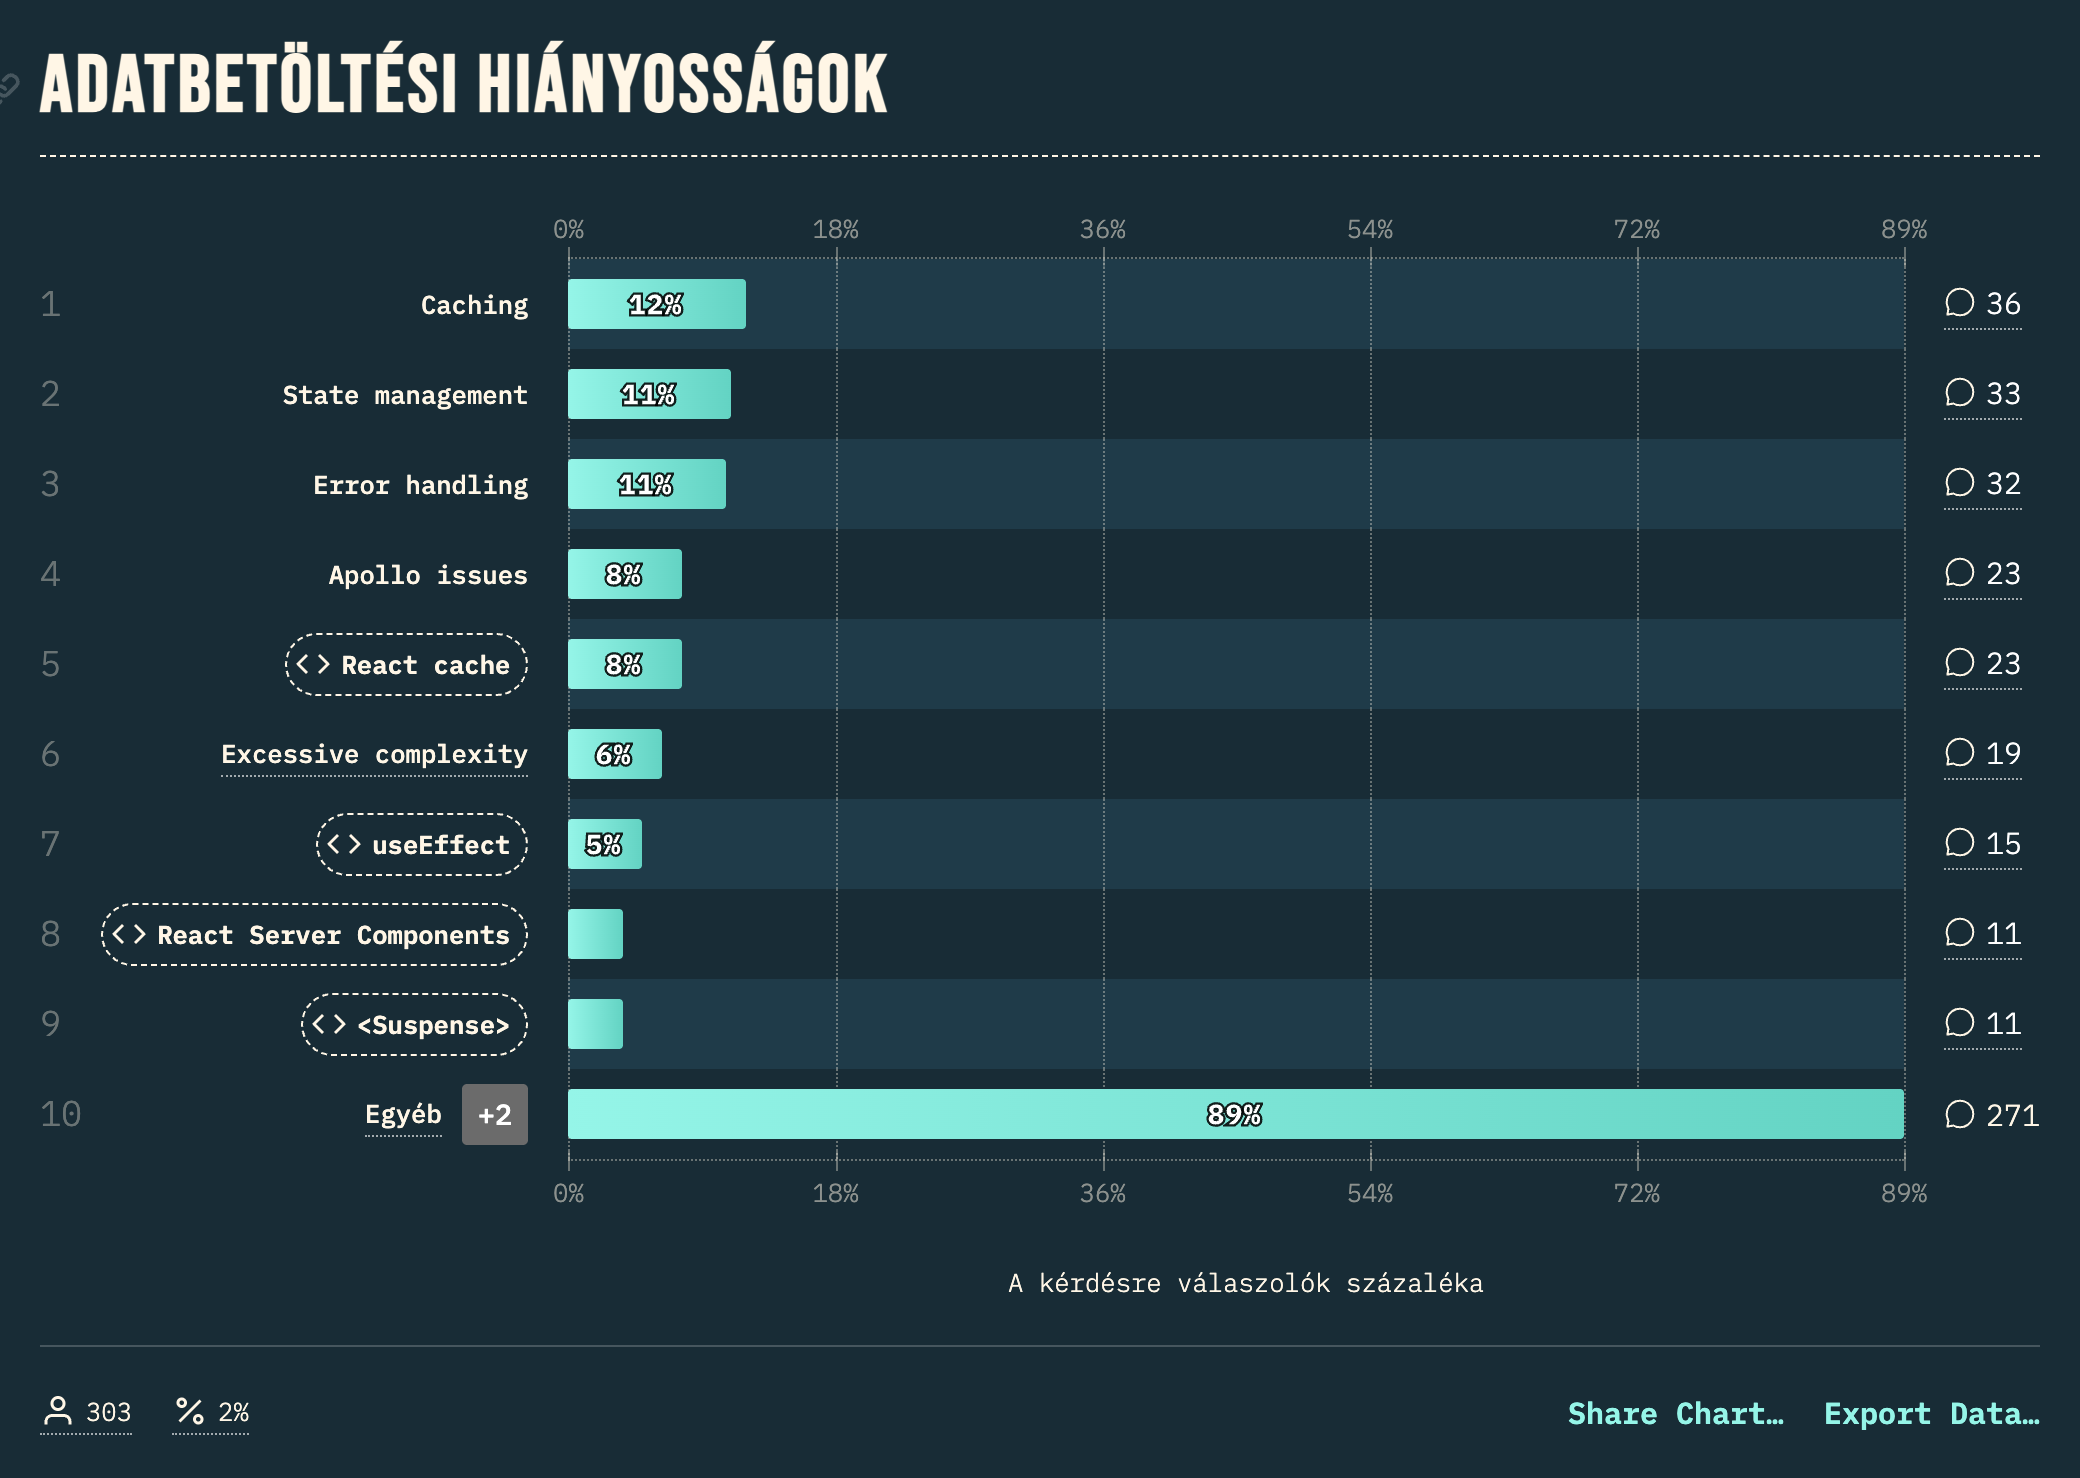 ADATBETÖLTÉSI HIÁNYOSSÁGOK
0% 18% 36% 54% 72% 89%
1 Caching 12% 36
2 State management 11% 33
3 Error handling 11% 32
4 Apollo issues 8% 23
5 <> React cache 8% 23
6 Excessive complexity 6% 19
7 <> useEffect 5% 15
8 <> React Server Components 11
9 <> <Suspense> 11
10 Egyéb +2 89% 271
0% 18% 36% 54% 72% 89%
A kérdésre válaszolók százaléka
303 % 2% Share Chart… Export Data…